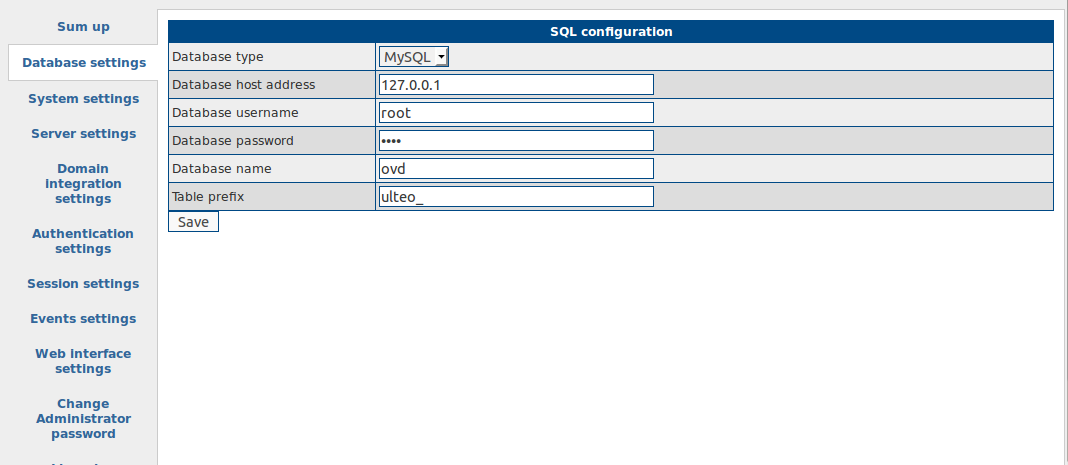 Sum up
Database settings
System settings
Server settings
Domain
integration
settings
Authentication
settings
Session settings
Events settings
Web interface
settings
Change
Administrator
password
SQL configuration
Database type MySQL
Database host address 127.0.0.1
Database username root
Database password ••••
Database name ovd
Table prefix ulteo_
Save